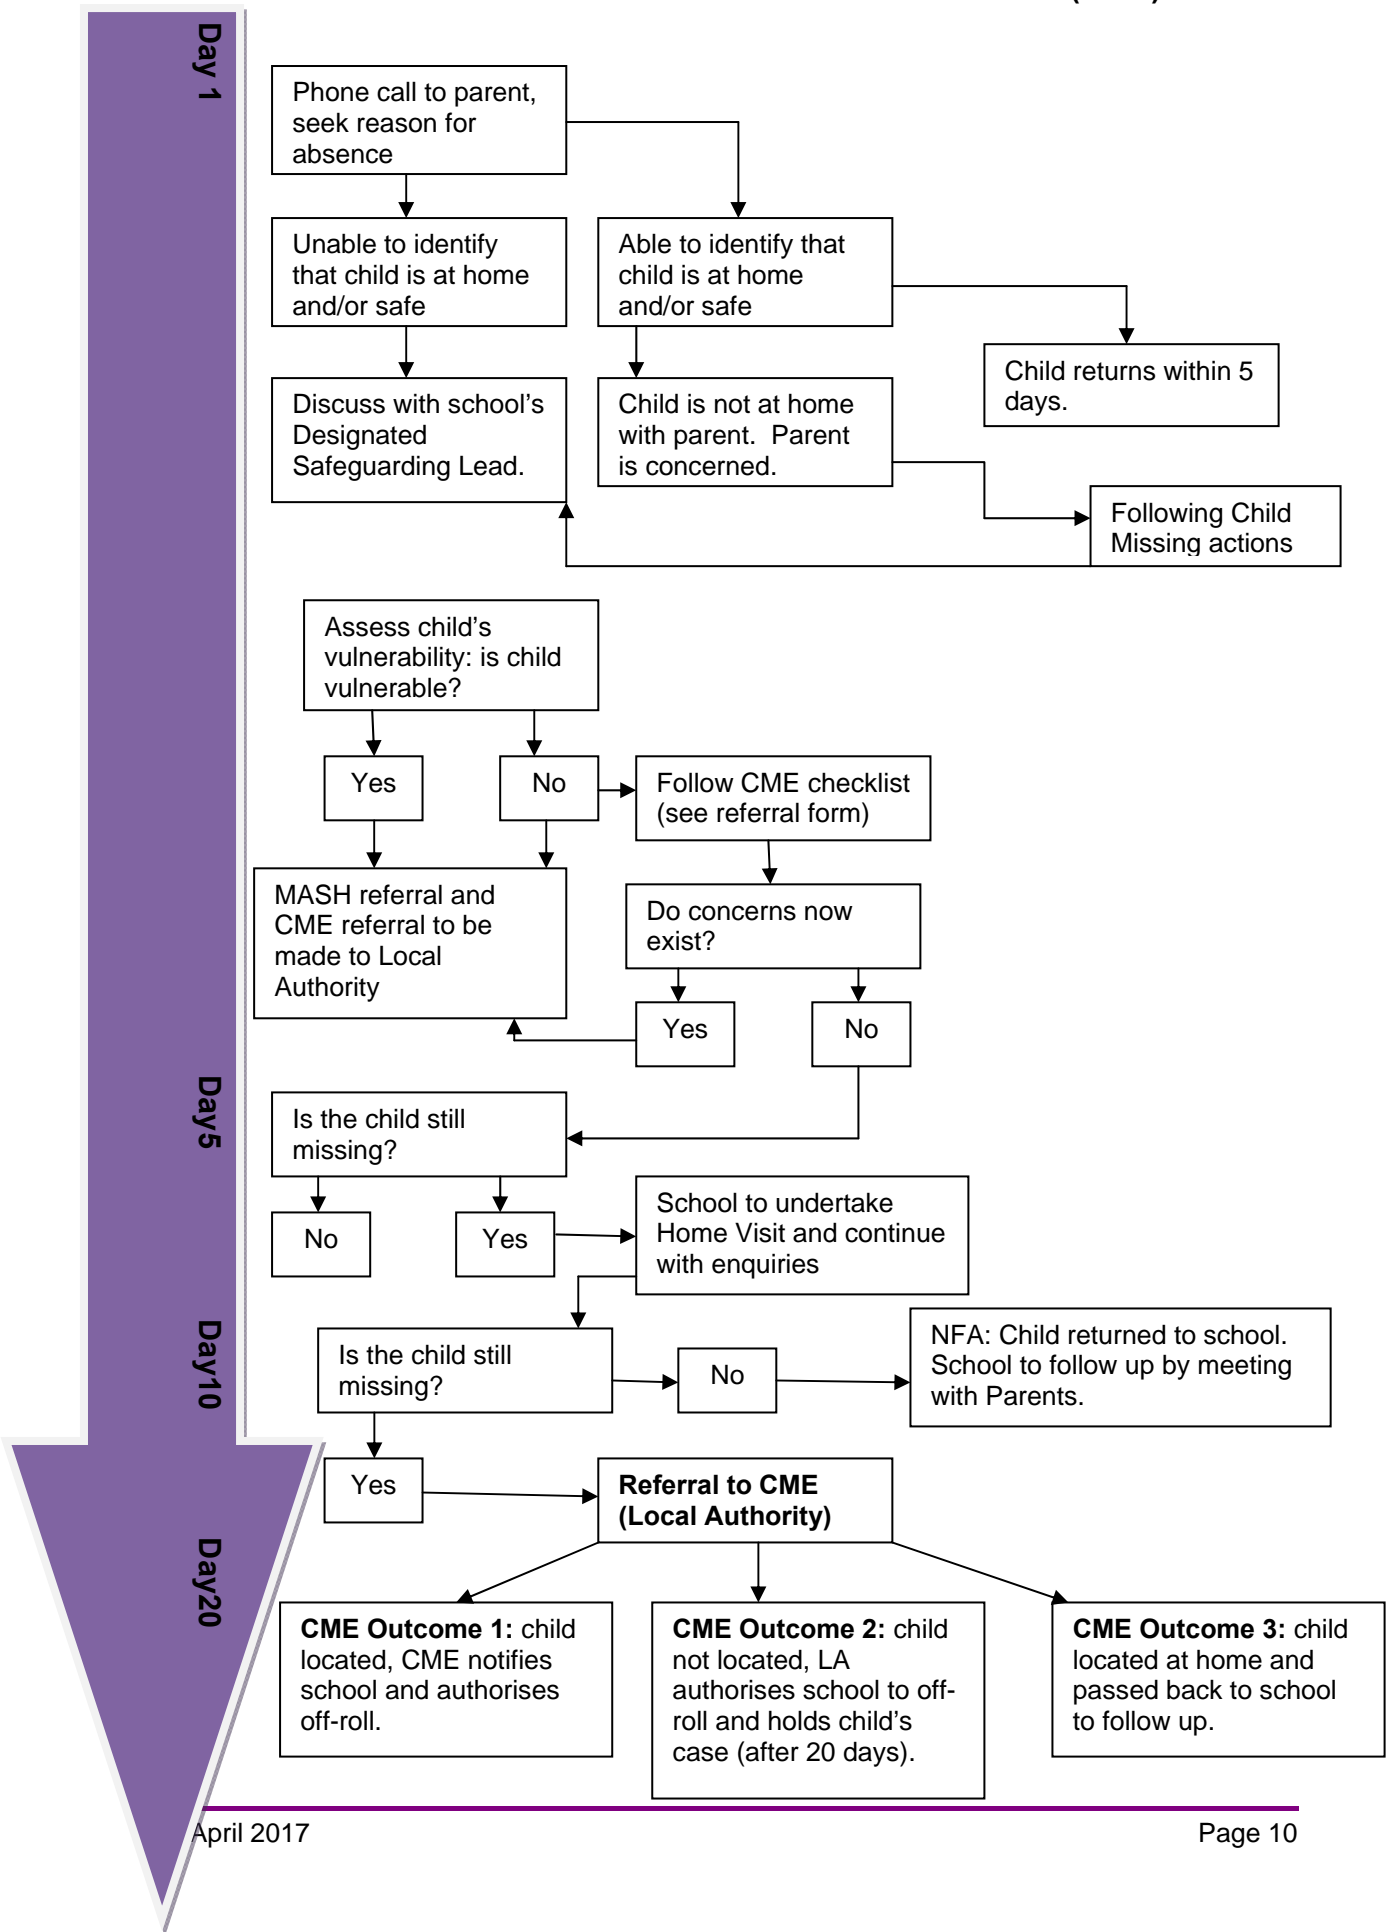 Day 1
Phone call to parent,
seek reason for
absence
Unable to identify
that child is at home
and/or safe
Able to identify that
child is at home
and/or safe
Child returns within 5
days.
Discuss with school's
Designated
Safeguarding Lead.
Child is not at home
with parent.  Parent
is concerned.
Following Child
Missing actions
Assess child's
vulnerability: is child
vulnerable?
Yes
No
Follow CME checklist
(see referral form)
MASH referral and
CME referral to be
made to Local
Authority
Do concerns now
exist?
Yes
No
Day5
Is the child still
missing?
No
Yes
School to undertake
Home Visit and continue
with enquiries
Day10
Is the child still
missing?
No
NFA: Child returned to school.
School to follow up by meeting
with Parents.
Yes
Referral to CME
(Local Authority)
Day20
CME Outcome 1: child
located, CME notifies
school and authorises
off-roll.
CME Outcome 2: child
not located, LA
authorises school to off-
roll and holds child's
case (after 20 days).
CME Outcome 3: child
located at home and
passed back to school
to follow up.
April 2017
Page 10